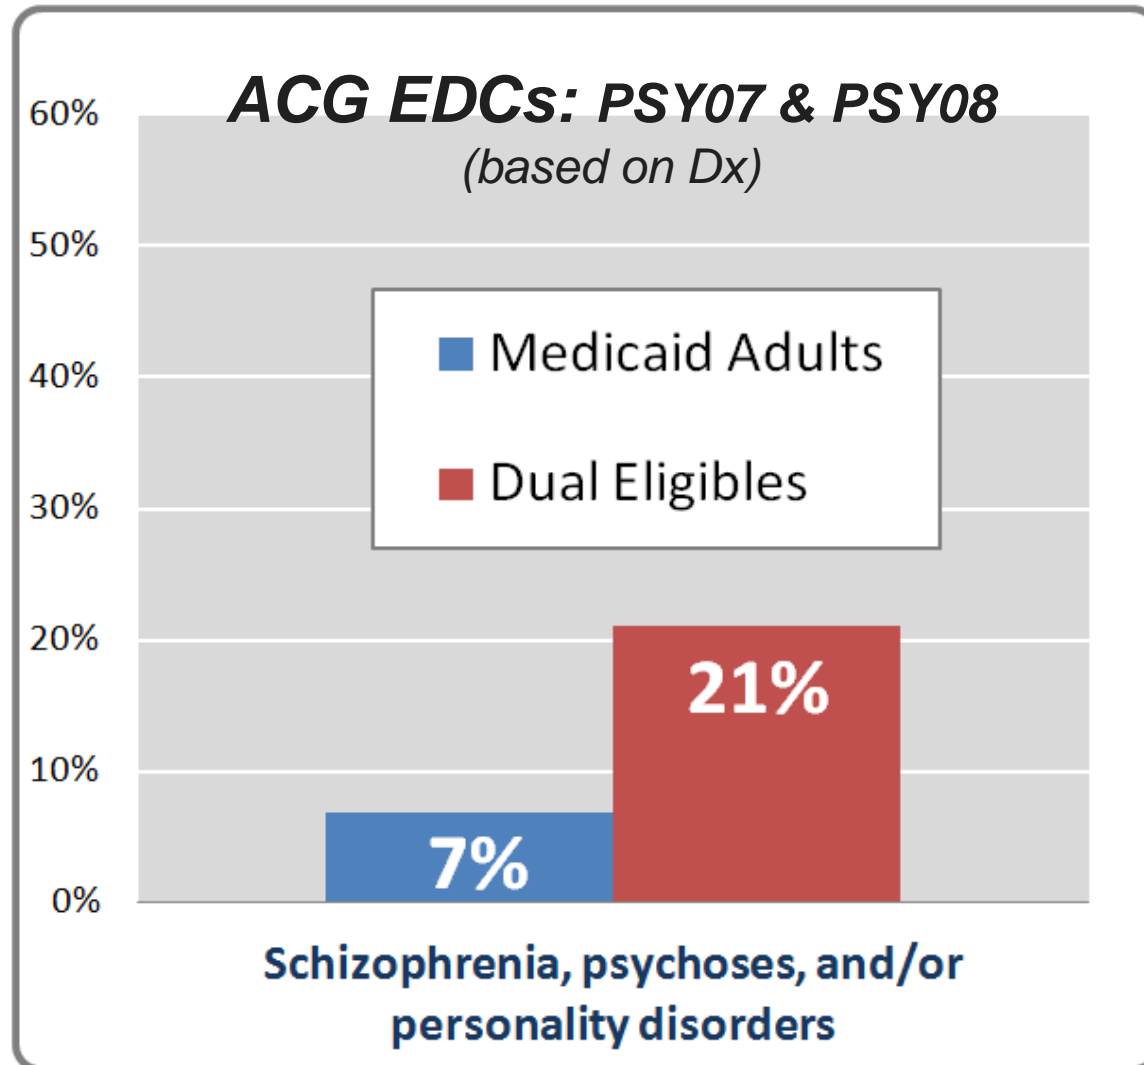 ACG EDCs: PSY07 & PSY08
(based on Dx)
60%
50%
40%
30%
20%
10%
0%
Medicaid Adults
Dual Eligibles
21%
7%
Schizophrenia, psychoses, and/or
personality disorders